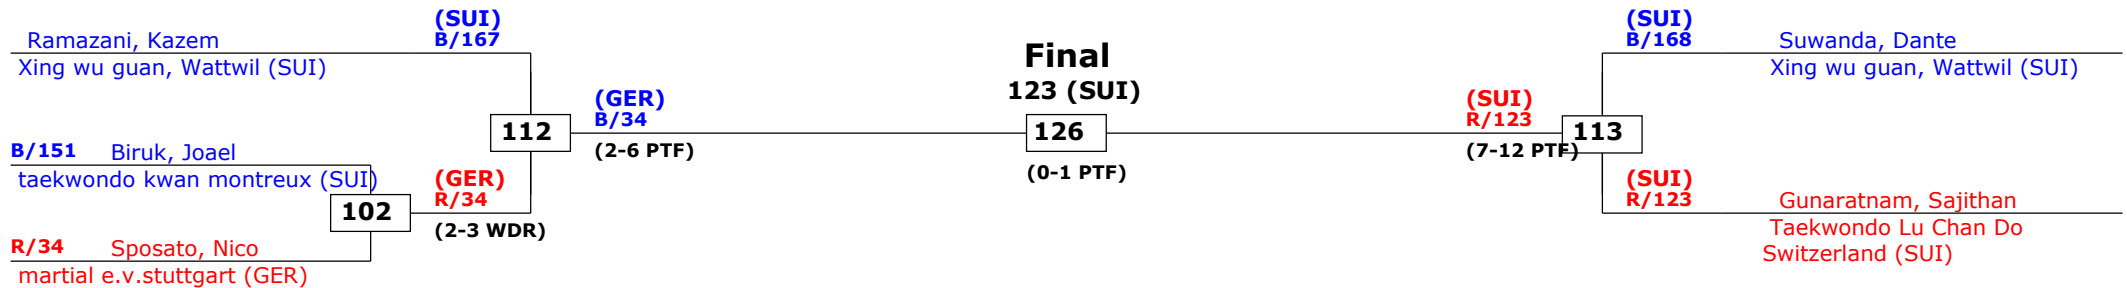 (SUI)
B/167
Ramazani, Kazem
Xing wu guan, Wattwil (SUI)
B/151 Biruk, Joael
taekwondo kwan montreux (SUI)
102
R/34 Sposato, Nico
martial e.v.stuttgart (GER)
(GER)
R/34
(2-3 WDR)
112
(GER)
B/34
(2-6 PTF)
Final
123 (SUI)
126
(0-1 PTF)
(SUI)
R/123
(7-12 PTF)
113
(SUI)
B/168
Suwanda, Dante
Xing wu guan, Wattwil (SUI)
(SUI)
R/123
Gunaratnam, Sajithan
Taekwondo Lu Chan Do
Switzerland (SUI)